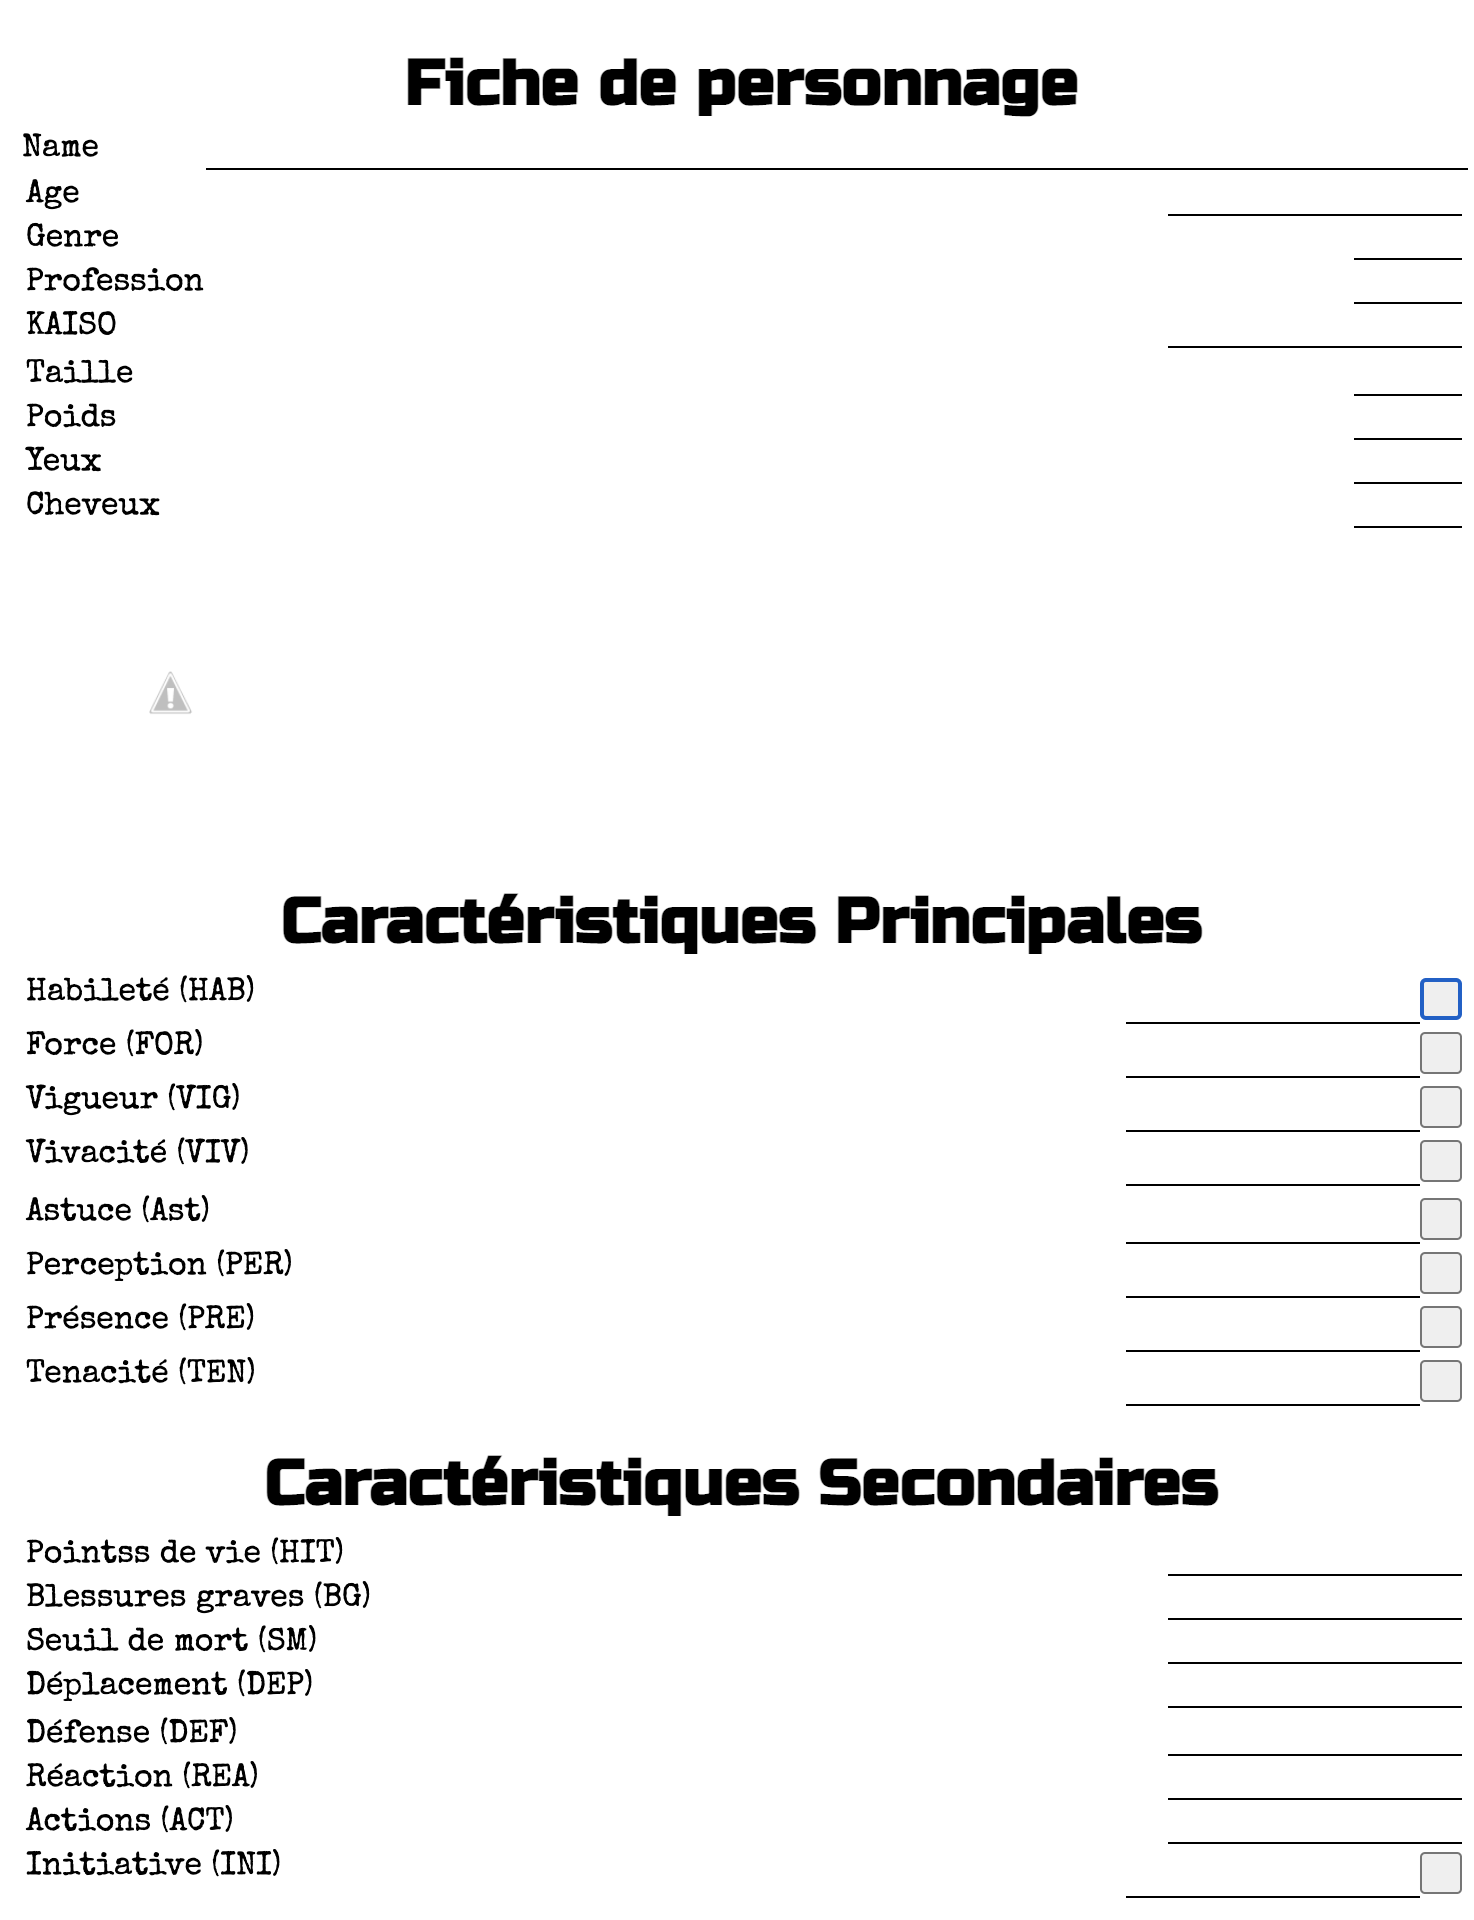 Fiche de personnage
Name
Age
Genre
Profession
KAISO
Taille
Poids
Yeux
Cheveux
Caractéristiques Principales
Habileté (HAB)
Force (FOR)
Vigueur (VIG)
Vivacité (VIV)
Astuce (Ast)
Perception (PER)
Présence (PRE)
Tenacité (TEN)
Caractéristiques Secondaires
Pointss de vie (HIT)
Blessures graves (BG)
Seuil de mort (SM)
Déplacement (DEP)
Défense (DEF)
Réaction (REA)
Actions (ACT)
Initiative (INI)